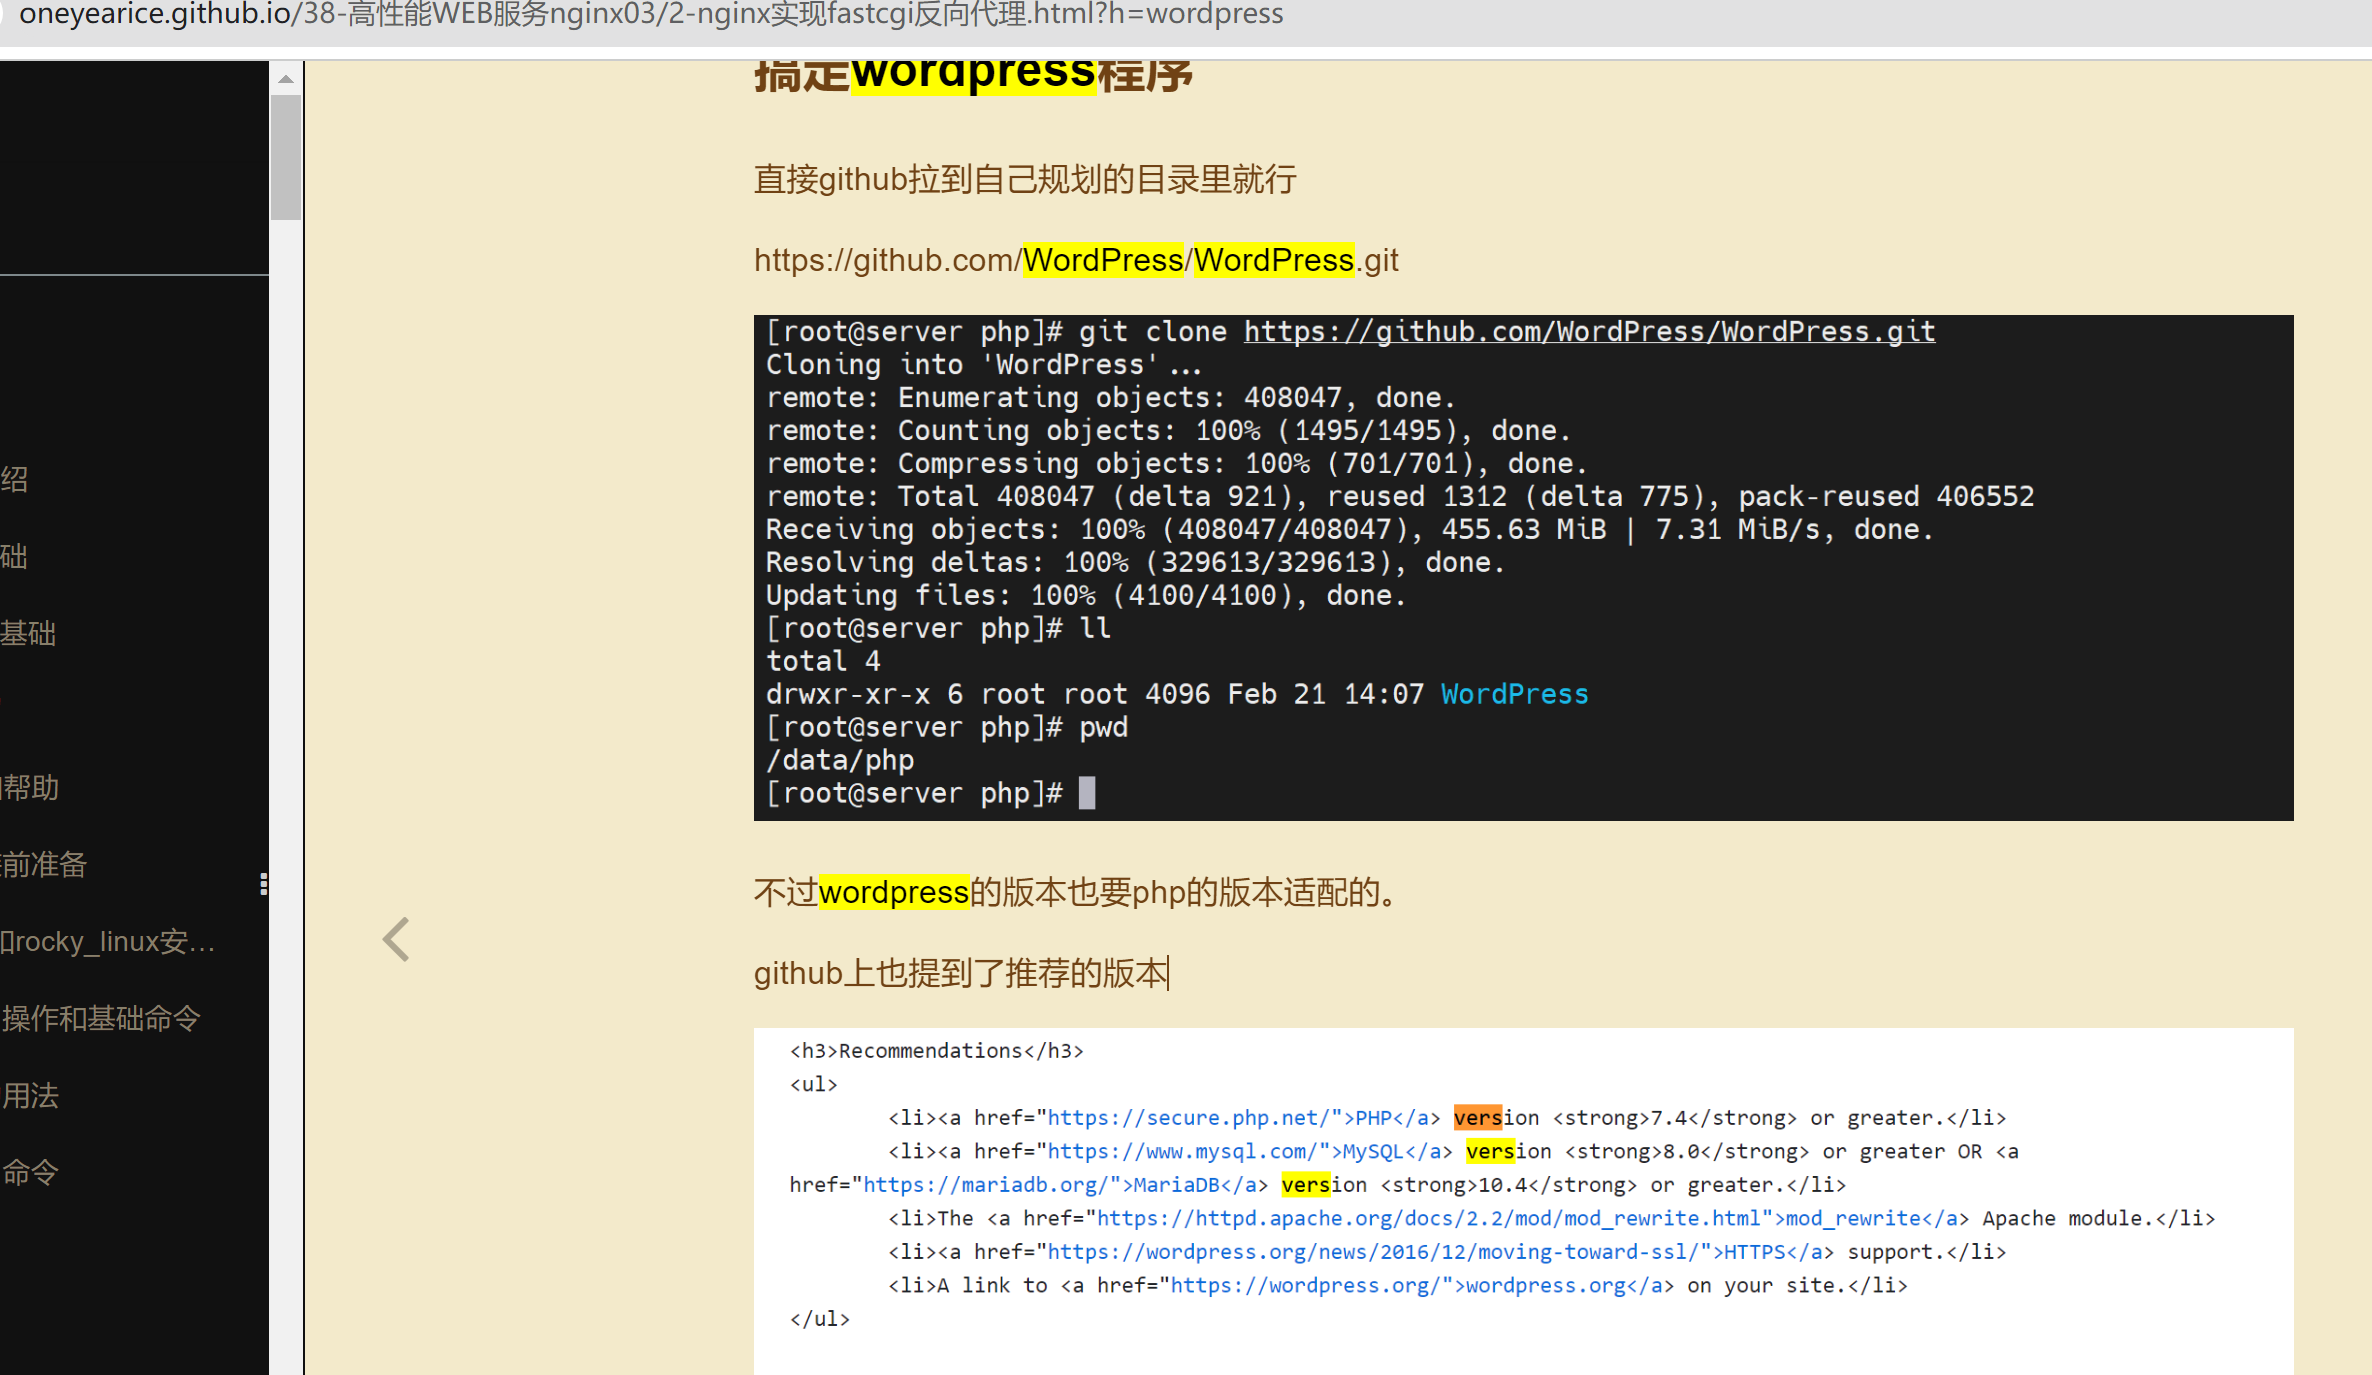 oneyearice.github.io/38-高性能WEB服务nginx03/2-nginx实现fastcgi反向代理.html?h=wordpress
搞定wordpress程序
直接github拉到自己规划的目录里就行
https://github.com/WordPress/WordPress.git
[root@server php]# git clone https://github.com/WordPress/WordPress.git
Cloning into 'WordPress'...
remote: Enumerating objects: 408047, done.
remote: Counting objects: 100% (1495/1495), done.
remote: Compressing objects: 100% (701/701), done.
remote: Total 408047 (delta 921), reused 1312 (delta 775), pack-reused 406552
Receiving objects: 100% (408047/408047), 455.63 MiB | 7.31 MiB/s, done.
Resolving deltas: 100% (329613/329613), done.
Updating files: 100% (4100/4100), done.
[root@server php]# ll
total 4
drwxr-xr-x 6 root root 4096 Feb 21 14:07 WordPress
[root@server php]# pwd
/data/php
[root@server php]#
不过wordpress的版本也要php的版本适配的。
github上也提到了推荐的版本
<h3>Recommendations</h3>
<ul>
<li><a href="https://secure.php.net/">PHP</a> version <strong>7.4</strong> or greater.</li>
<li><a href="https://www.mysql.com/">MySQL</a> version <strong>8.0</strong> or greater OR <a
href="https://mariadb.org/">MariaDB</a> version <strong>10.4</strong> or greater.</li>
<li>The <a href="https://httpd.apache.org/docs/2.2/mod/mod_rewrite.html">mod_rewrite</a> Apache module.</li>
<li><a href="https://wordpress.org/news/2016/12/moving-toward-ssl/">HTTPS</a> support.</li>
<li>A link to <a href="https://wordpress.org/">wordpress.org</a> on your site.</li>
</ul>
绍
础
基础
帮助
前准备
和rocky_linux安…
操作和基础命令
用法
命令